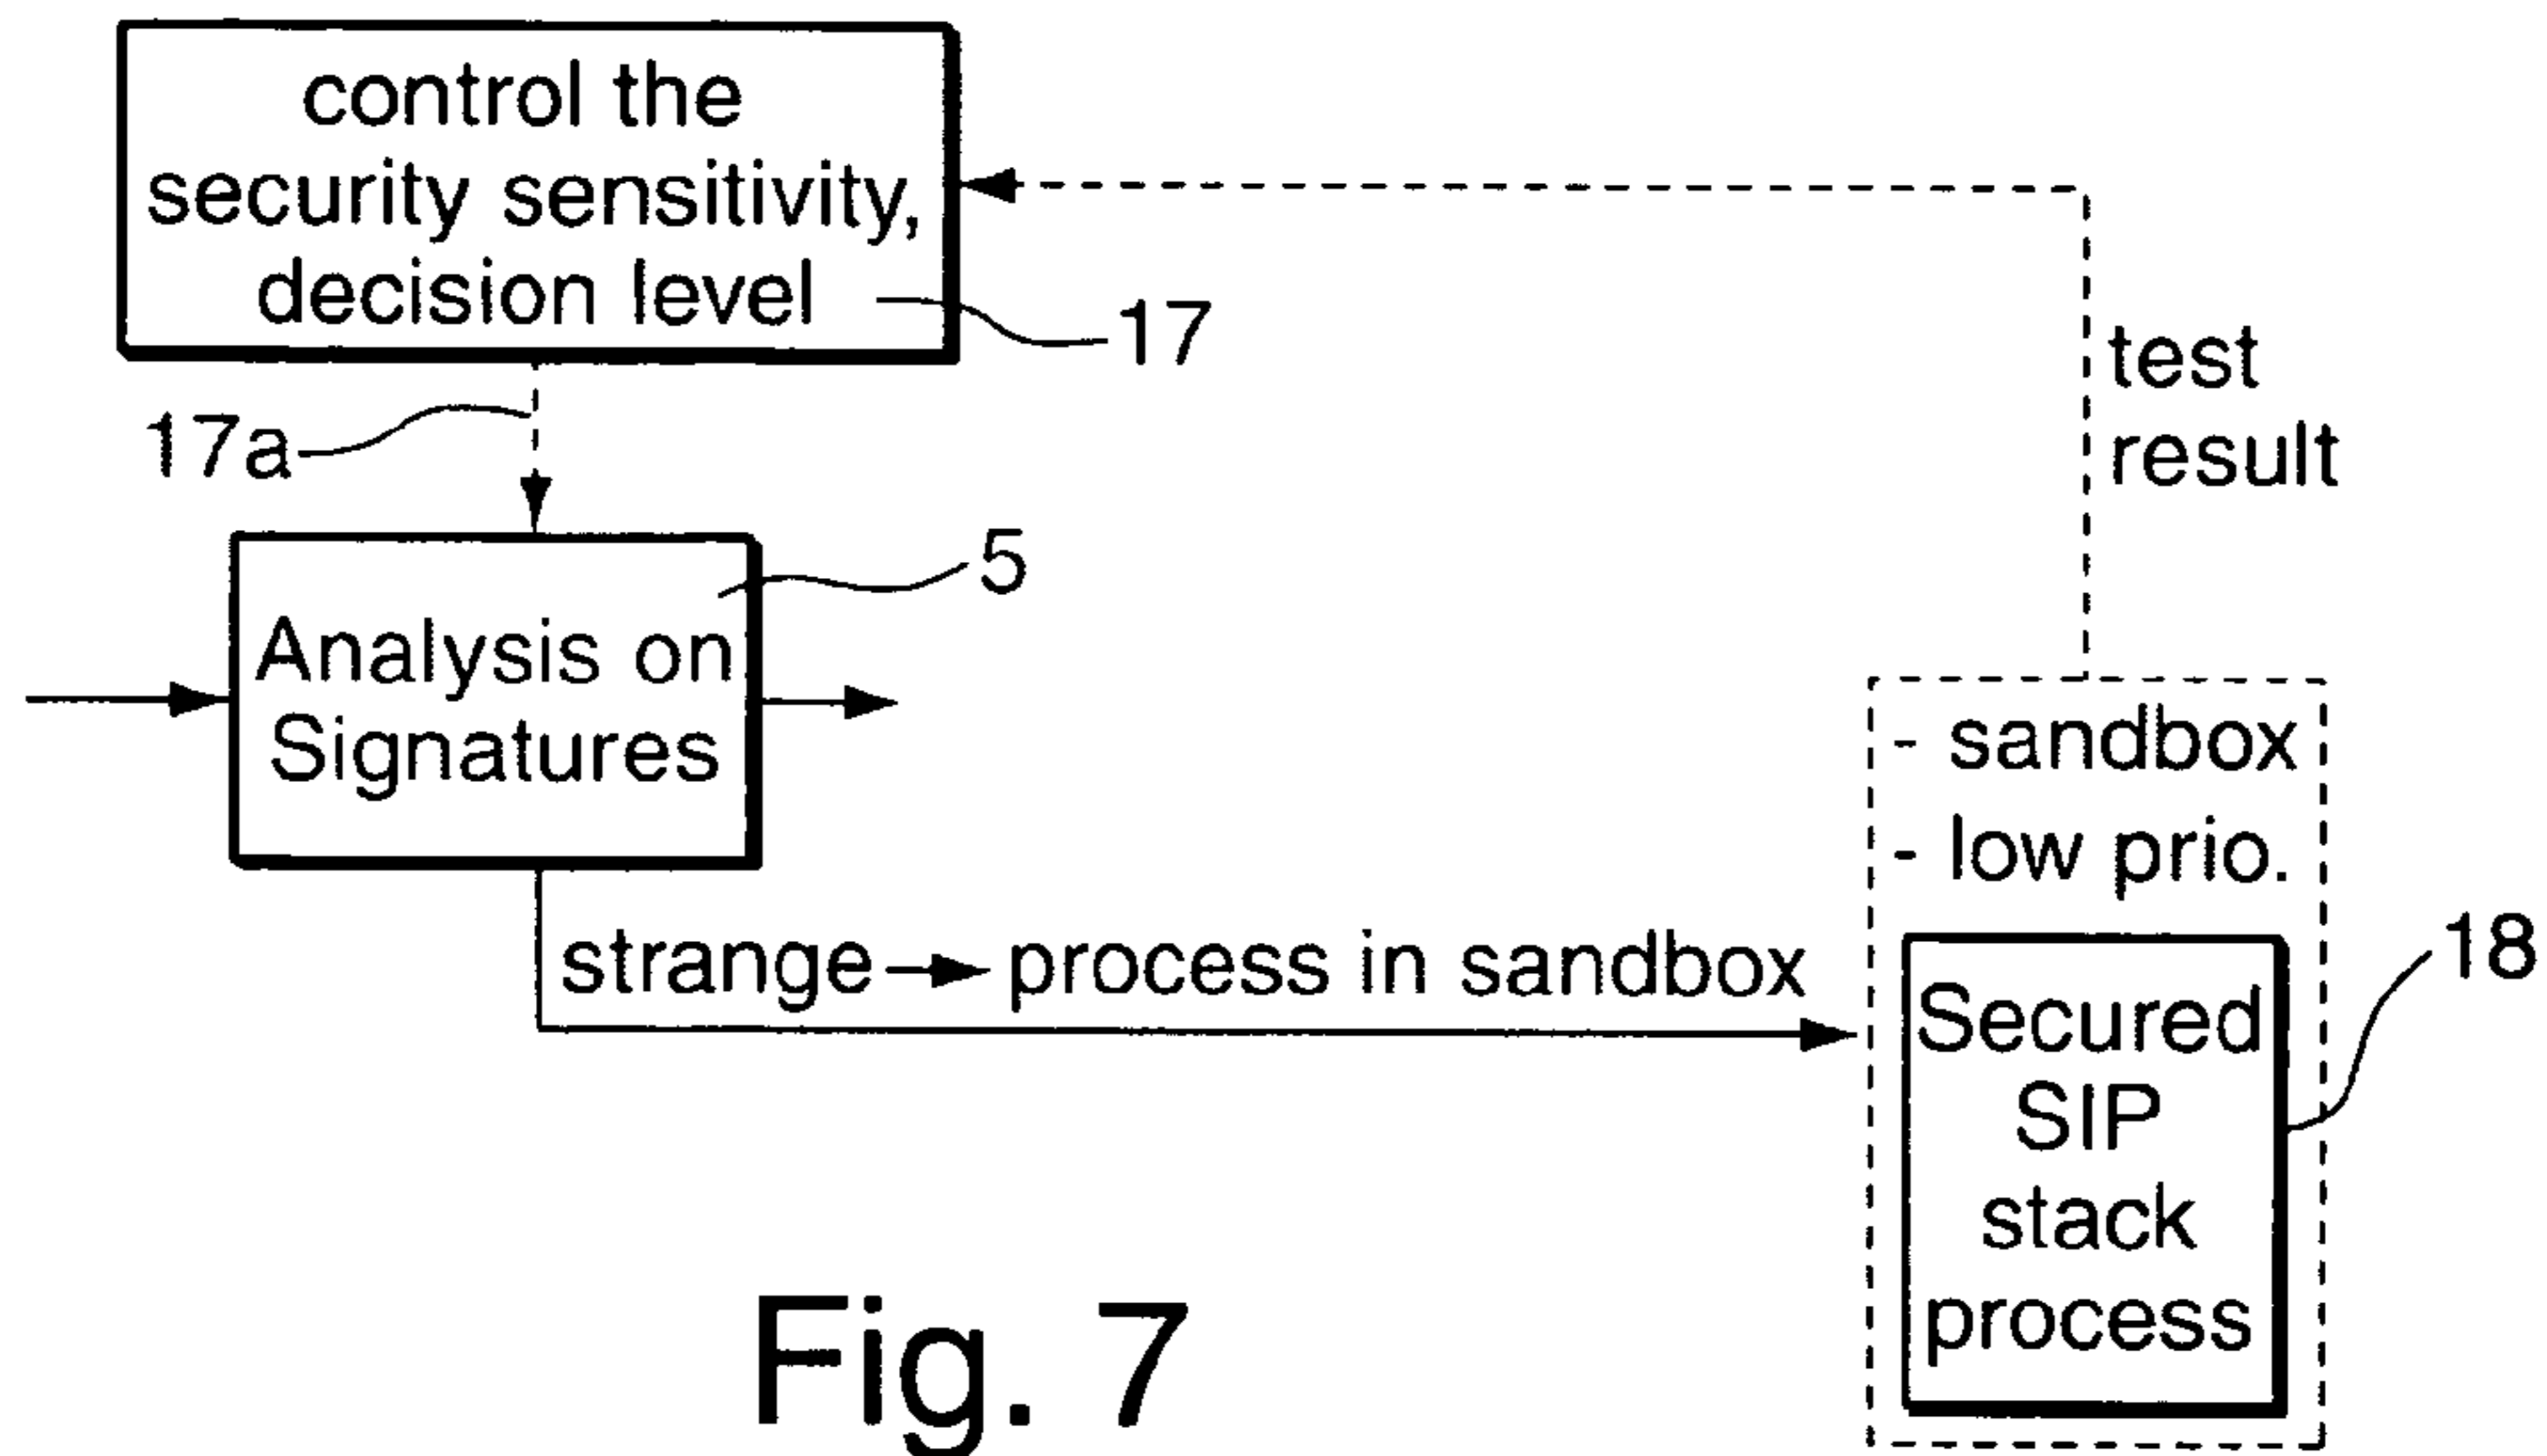 control the
security sensitivity,
decision level
17
17a
5
Analysis on
Signatures
test
result
- sandbox
- low prio.
strange → process in sandbox
18
Secured
SIP
stack
process
Fig. 7